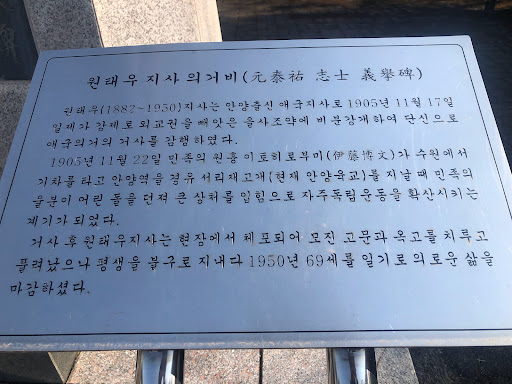 원태우 지사 의거비(元泰祐 志士 義擧碑)
원태우(1882~1950)지사는 안양출신 애국지사로 1905년 11월 17일
일제가 강제로 외교권을 빼앗은 을사조약에 비분강개하여 단신으로
애국의거의 거사를 감행하였다.
1905년 11월 22일 민족의 원흉 이토히로부미(伊藤博文)가 수원에서
기차를 타고 안양역을 경유 서리재고개(현재 안양육교)를 지날 때 민족의
울분이 어린 돌을 던져 큰 상처를 입힘으로 자주독립운동을 확산시키는
계기가 되었다.
거사 후 원태우지사는 현장에서 체포되어 모진 고문과 옥고를 치룩고
풀려났으나 평생을 불구로 지내다 1950년 69세를 일기로 의로운 삶을
마감하셨다.